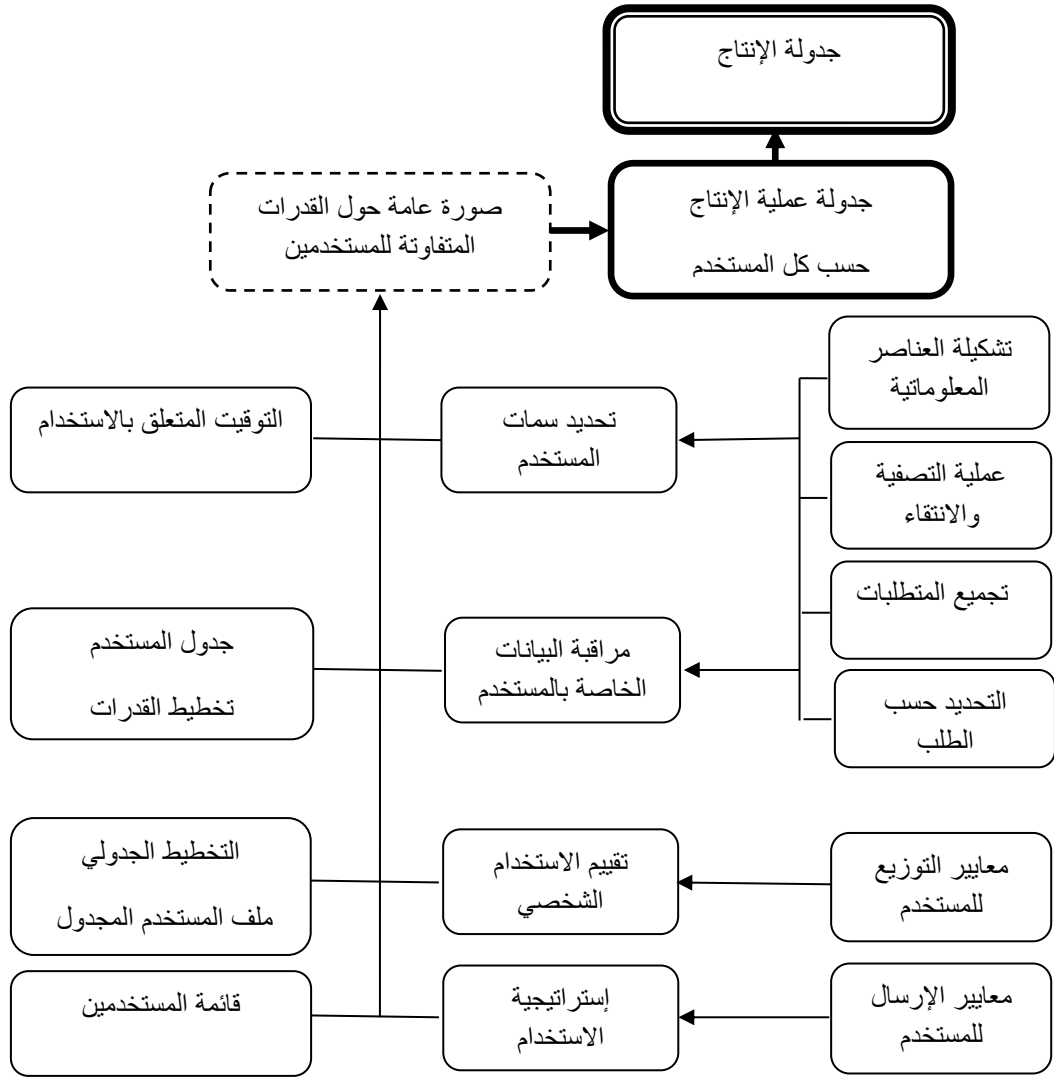 جدولة الإنتاج
صورة عامة حول القدرات
المتفاوتة للمستخدمين
جدولة عملية الإنتاج
حسب كل المستخدم
تشكيلة العناصر
المعلوماتية
عملية التصفية
والانتقاء
تجميع المتطلبات
التحديد حسب
الطلب
تحديد سمات
المستخدم
التوقيت المتعلق بالاستخدام
مراقبة البيانات
الخاصة بالمستخدم
جدول المستخدم
تخطيط القدرات
معايير التوزيع
للمستخدم
تقييم الاستخدام
الشخصي
التخطيط الجدولي
ملف المستخدم المجدول
معايير الإرسال
للمستخدم
إستراتيجية
الاستخدام
قائمة المستخدمين